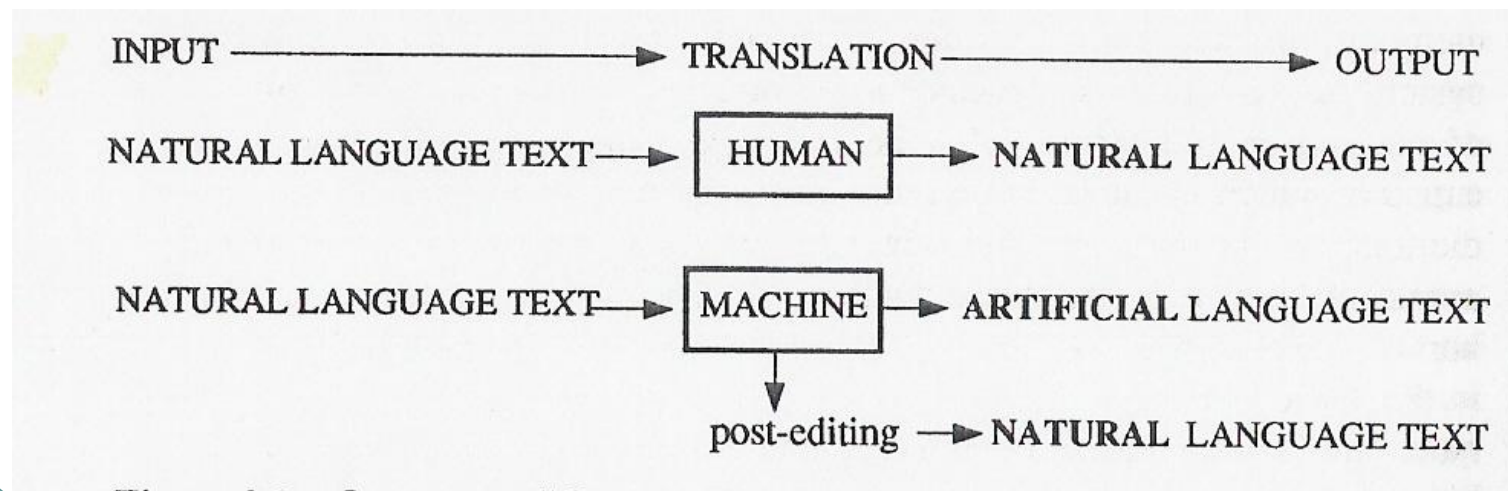 INPUT TRANSLATION OUTPUT
NATURAL LANGUAGE TEXT HUMAN NATURAL LANGUAGE TEXT
NATURAL LANGUAGE TEXT MACHINE ARTIFICIAL LANGUAGE TEXT
post-editing NATURAL LANGUAGE TEXT